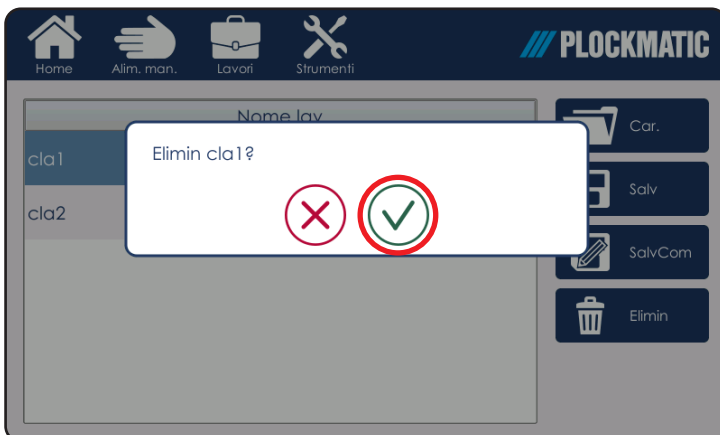 Home
Alim. man.
Lavori
Strumenti
PLOCKMATIC
Nome lav
cla1
cla2
Elimin cla1?
Car.
Salv
SalvCom
Elimin